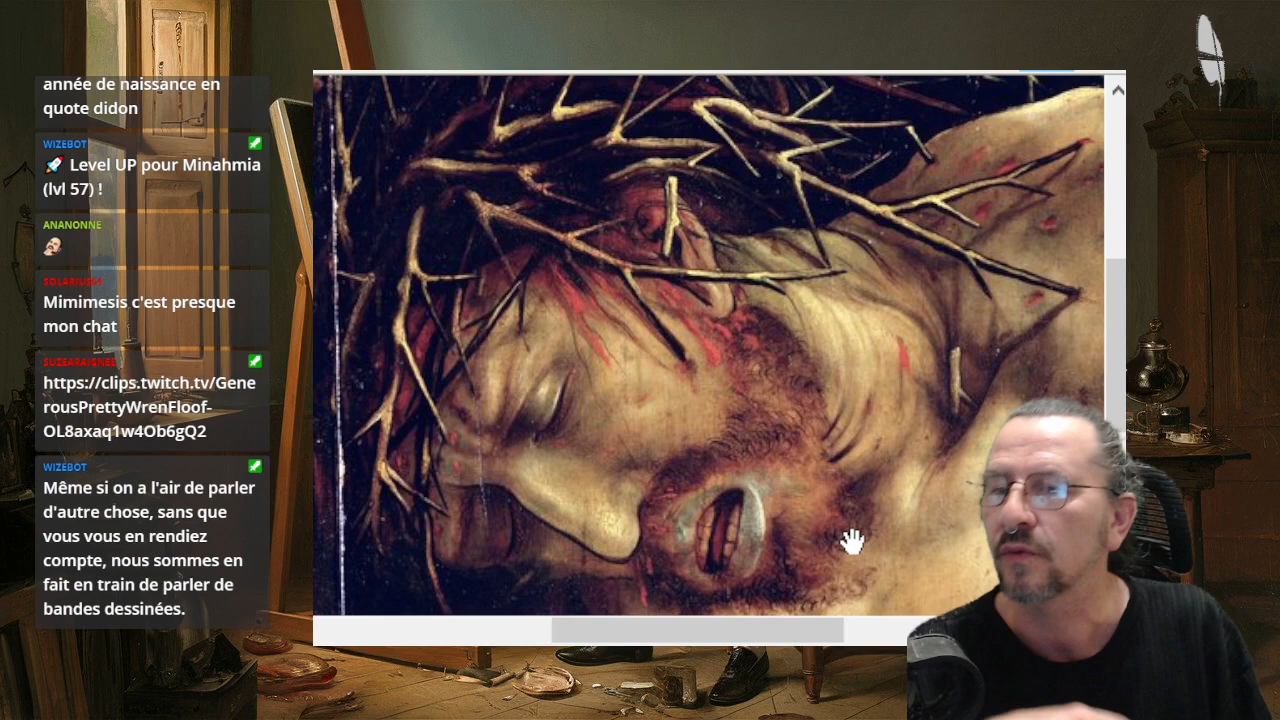 année de naissance en
quote didon
WIZEBOT
🚀 Level UP pour Minahmia
(lvl 57) !
ANANONNE
SOLARIUS64
Mimimesis c'est presque
mon chat
SUZEARAIGNEE
https://clips.twitch.tv/Gene
rousPrettyWrenFloof-
OL8axaq1w4Ob6gQ2
WIZEBOT
Même si on a l'air de parler
d'autre chose, sans que
vous vous en rendiez
compte, nous sommes en
fait en train de parler de
bandes dessinées.